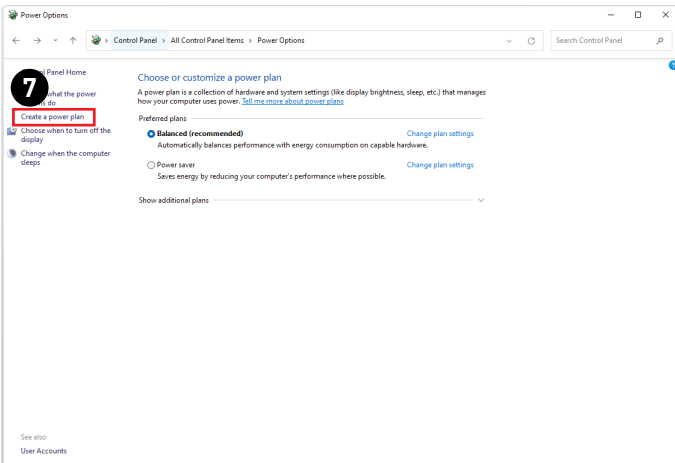 Power Options
Control Panel > All Control Panel Items > Power Options
Search Control Panel
l Panel Home
7
what the power
s do
Create a power plan
Choose when to turn off the
display
Change when the computer
sleeps
Choose or customize a power plan
A power plan is a collection of hardware and system settings (like display brightness, sleep, etc.) that manages
how your computer uses power. Tell me more about power plans
Preferred plans
Balanced (recommended)
Change plan settings
Automatically balances performance with energy consumption on capable hardware.
Power saver
Change plan settings
Saves energy by reducing your computer's performance where possible.
Show additional plans
See also
User Accounts